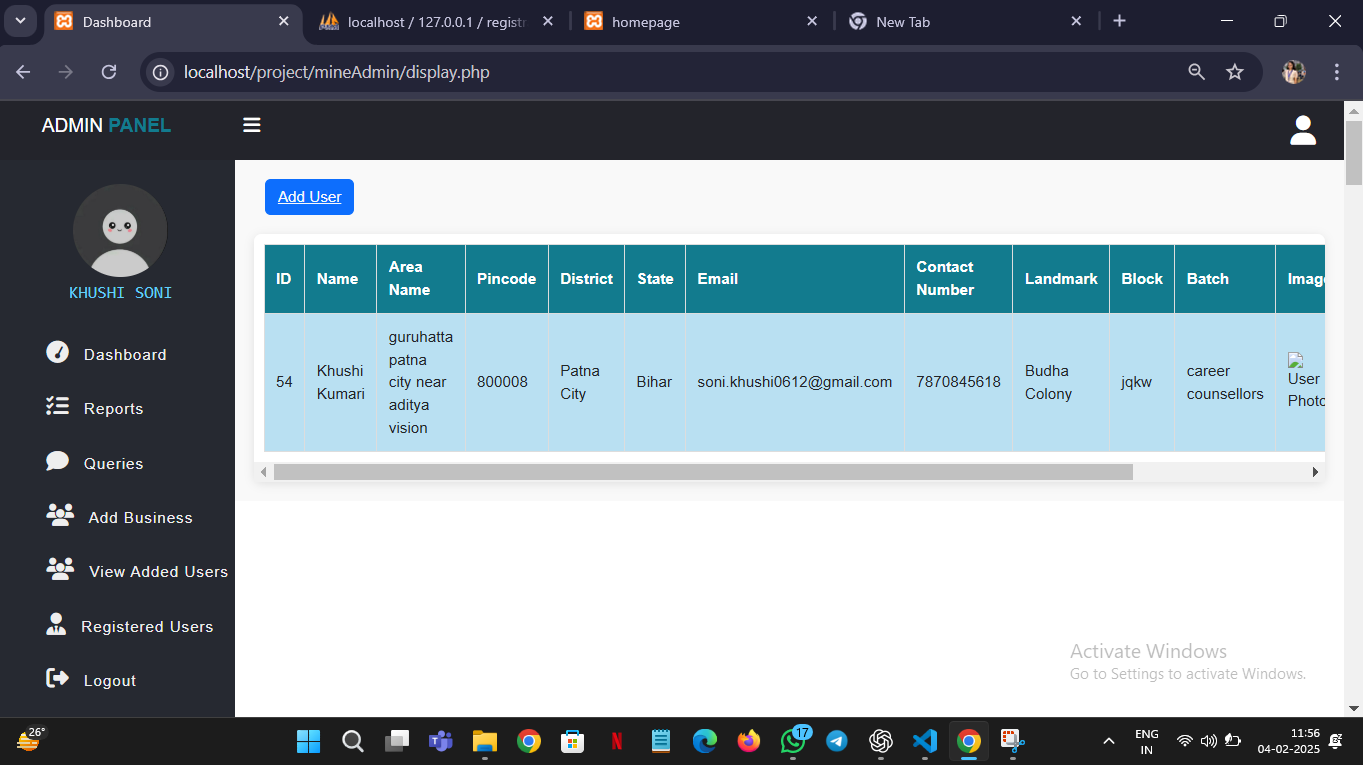 Dashboard
localhost / 127.0.0.1 / registr
homepage
New Tab
localhost/project/mineAdmin/display.php
ADMIN PANEL
KHUSHI SONI
Dashboard
Reports
Queries
Add Business
View Added Users
Registered Users
Logout
Add User
ID Name Area Name Pincode District State Email Contact Number Landmark Block Batch Image
54 Khushi Kumari guruhatta patna city near aditya vision 800008 Patna City Bihar soni.khushi0612@gmail.com 7870845618 Budha Colony jqkw career counsellors User Photo
Activate Windows
Go to Settings to activate Windows.
26°
17
ENG
IN
11:56
04-02-2025